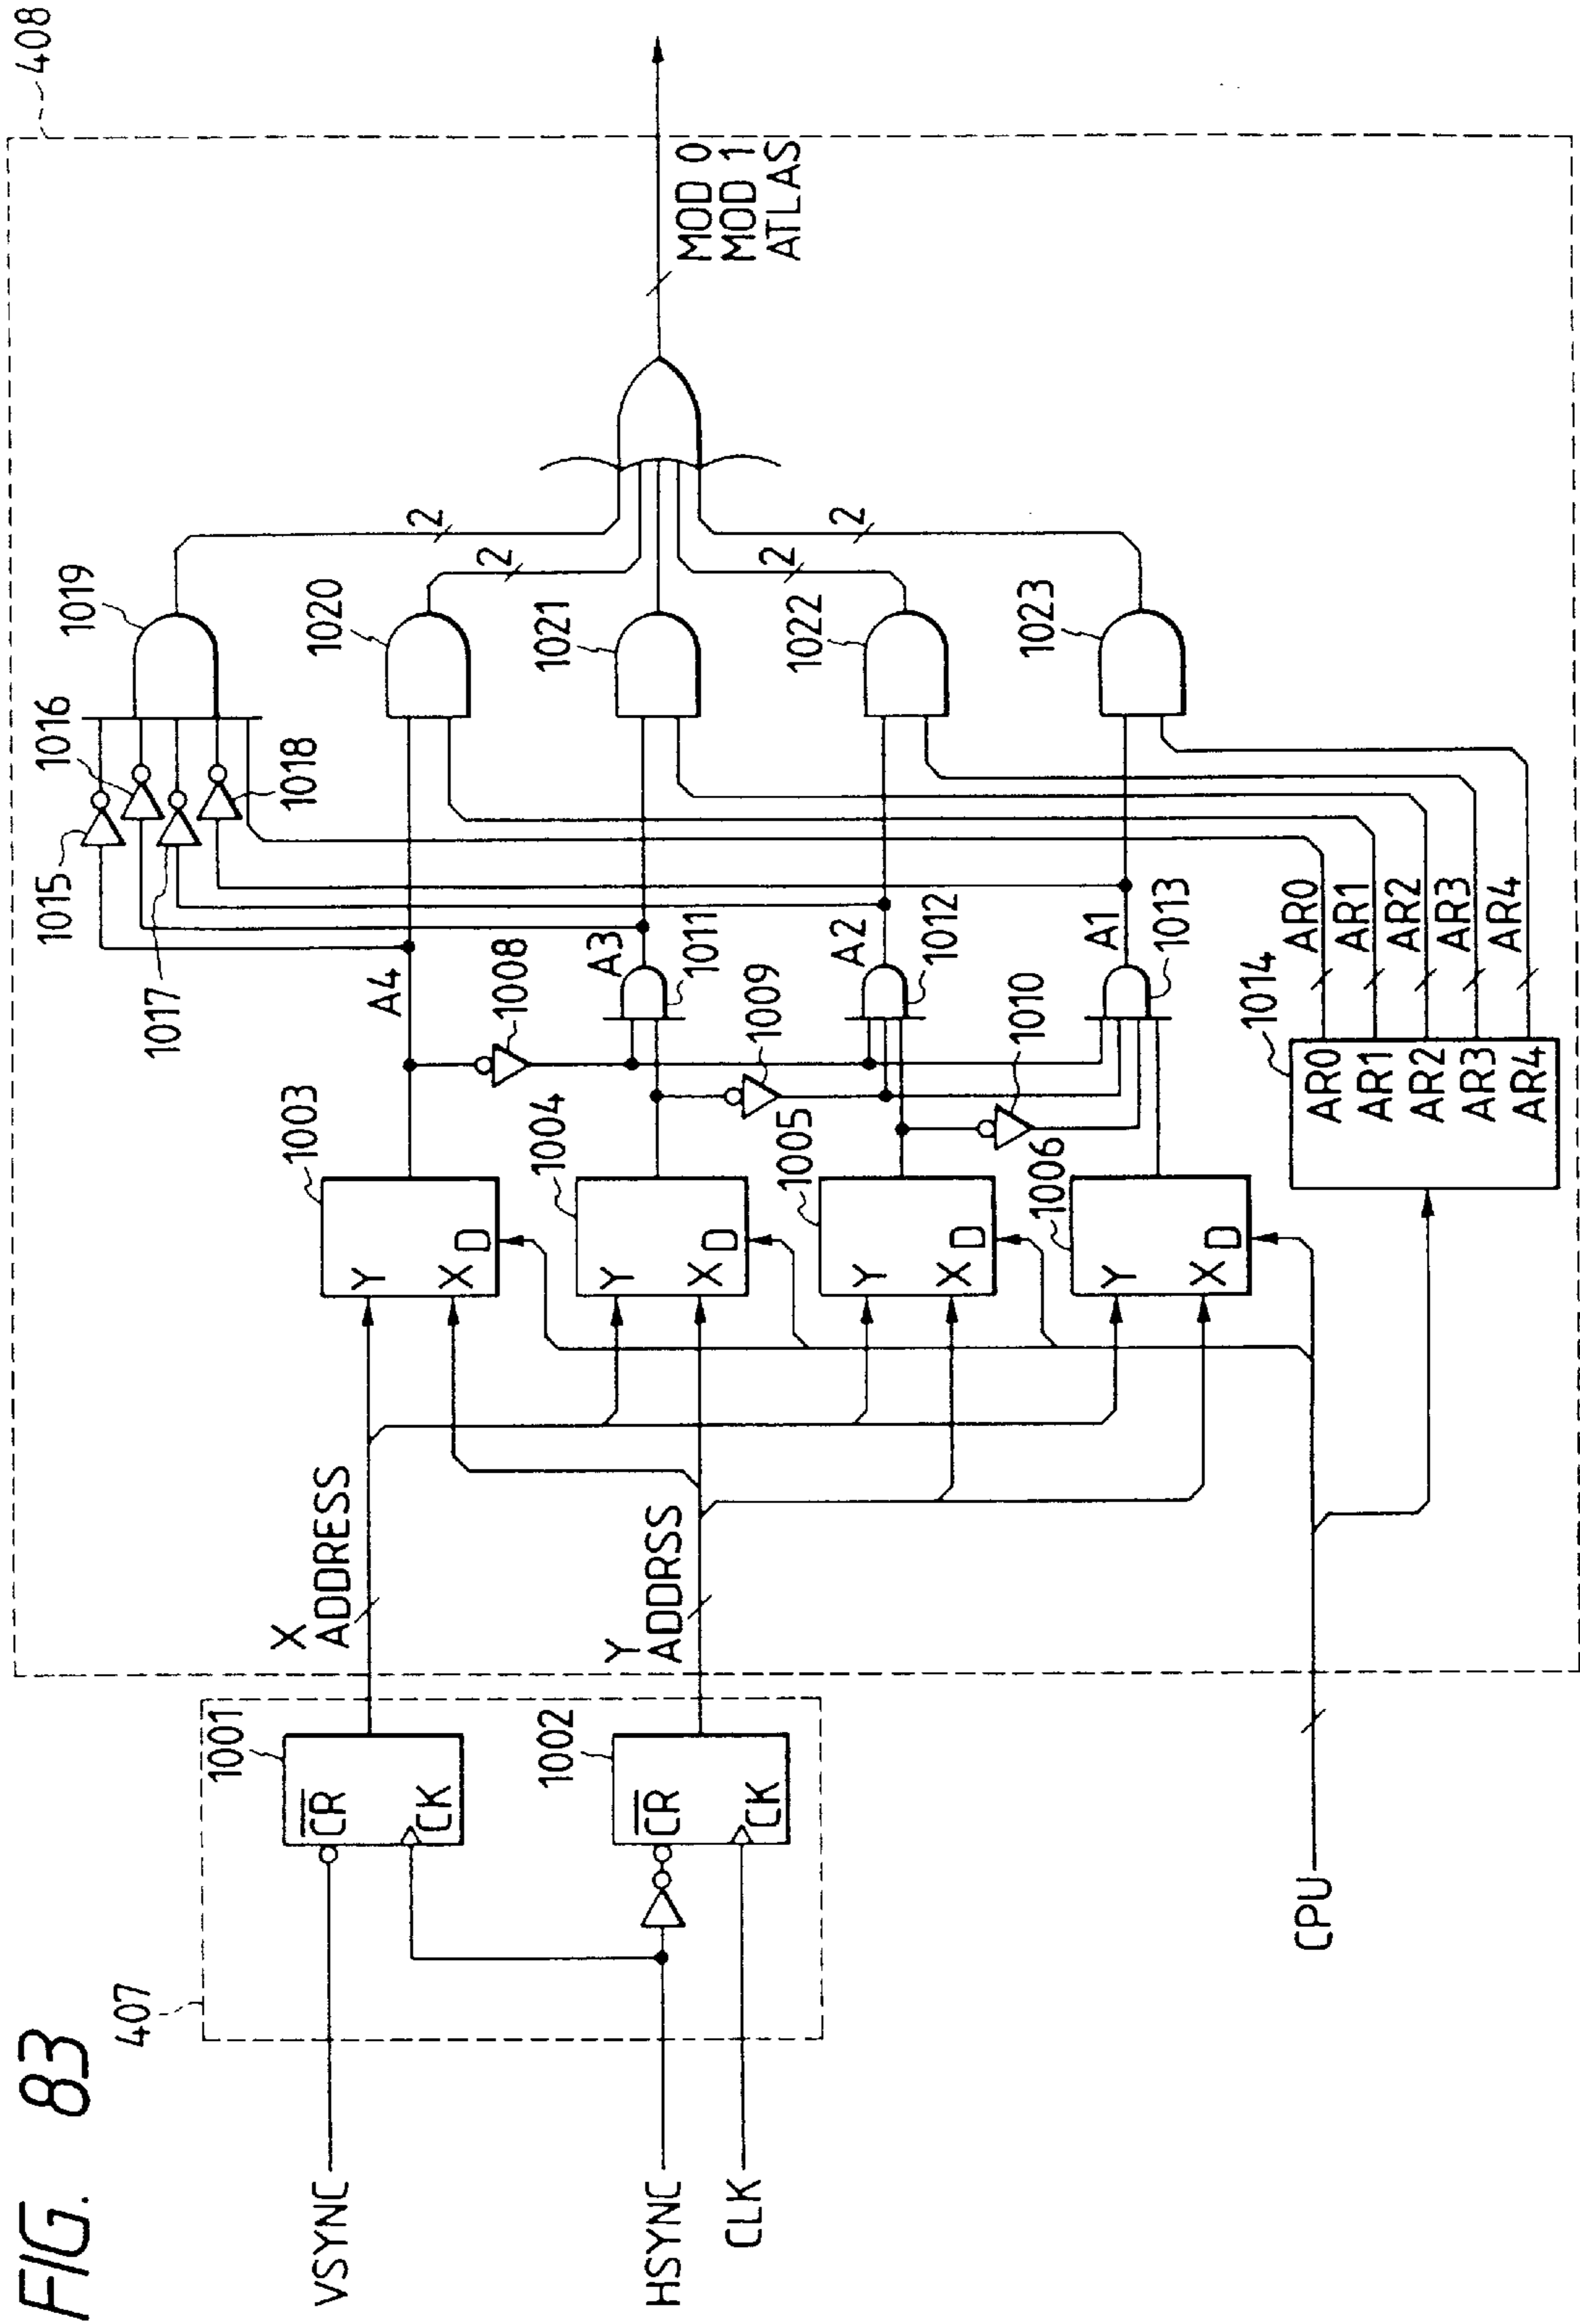 FIG. 83
407
408
VSYNC
HSYNC
CLK
CPU
1001
CR
CK
1002
CR
CK
X
ADDRESS
Y
ADDRSS
1003
Y
X
D
1004
Y
X
D
1005
Y
X
D
1006
Y
X
D
A4
1008
A3
1011
1009
A2
1012
1010
A1
1013
1014
AR0
AR1
AR2
AR3
AR4
AR0
AR1
AR2
AR3
AR4
1015
1016
1017
1018
1019
1020
1021
1022
1023
2
2
2
2
MOD 0
MOD 1
ATLAS